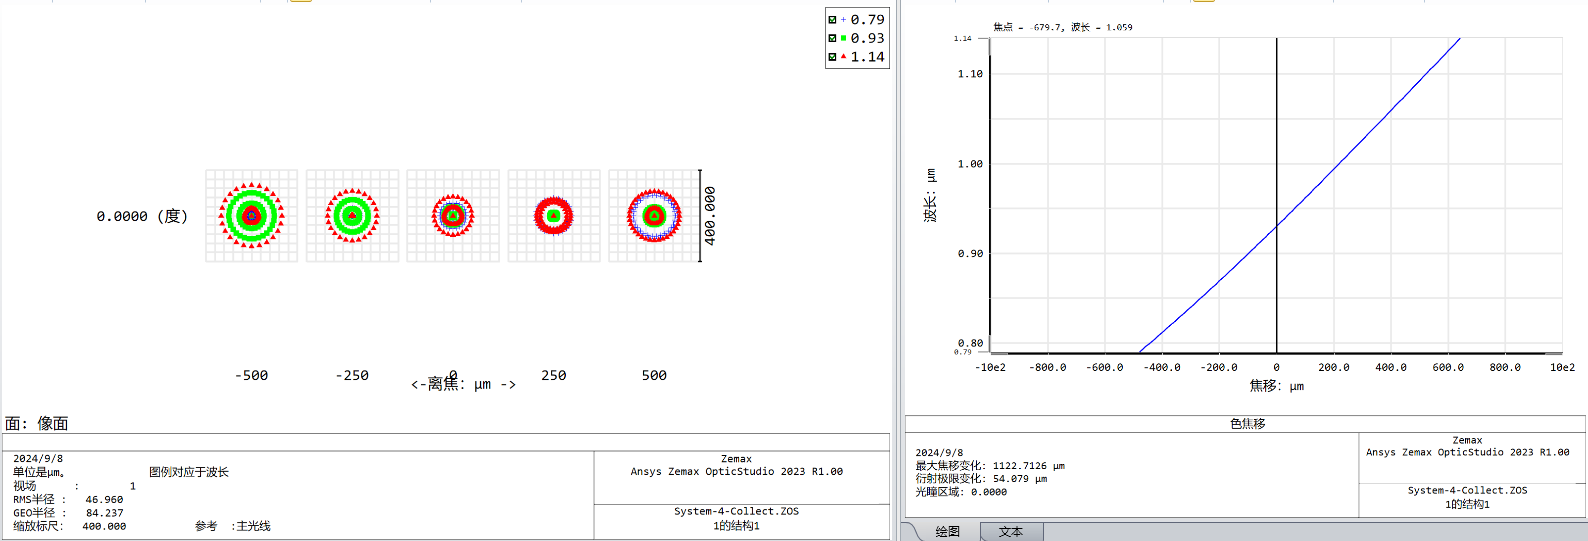 0.79
0.93
1.14
0.0000 (度)
400.000
-500
-250
0
250
500
<-离焦: µm ->
面: 像面
2024/9/8
单位是µm。 图例对应于波长
视场 : 1
RMS半径 : 46.960
GEO半径 : 84.237
缩放标尺: 400.000 参考 :主光线
Zemax
Ansys Zemax OpticStudio 2023 R1.00
System-4-Collect.ZOS
1的结构1
焦点 = -679.7, 波长 = 1.059
1.14
1.10
1.00
0.90
0.80
0.79
波长: µm
-10e2
-800.0
-600.0
-400.0
-200.0
0
200.0
400.0
600.0
800.0
10e2
焦移: µm
色焦移
2024/9/8
最大焦移变化: 1122.7126 µm
衍射极限变化: 54.079 µm
光瞳区域: 0.0000
Zemax
Ansys Zemax OpticStudio 2023 R1.00
System-4-Collect.ZOS
1的结构1
绘图
文本